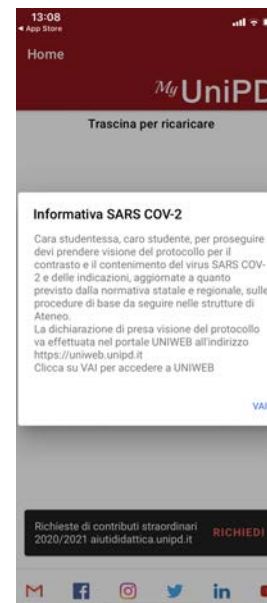 13:08
App Store
Home
My UniPD
Trascina per ricaricare
Informativa SARS COV-2
Cara studentessa, caro studente, per proseguire
devi prendere visione del protocollo per il
contrasto e il contenimento del virus SARS COV-
2 e delle indicazioni, aggiornate a quanto
previsto dalla normativa statale e regionale, sulle
procedure di base da seguire nelle strutture di
Ateneo.
La dichiarazione di presa visione del protocollo
va effettuata nel portale UNIWEB all'indirizzo
https://uniweb.unipd.it
Clicca su VAI per accedere a UNIWEB
VAI
Richieste di contributi straordinari
2020/2021 aiutididattica.unipd.it
RICHIEDI